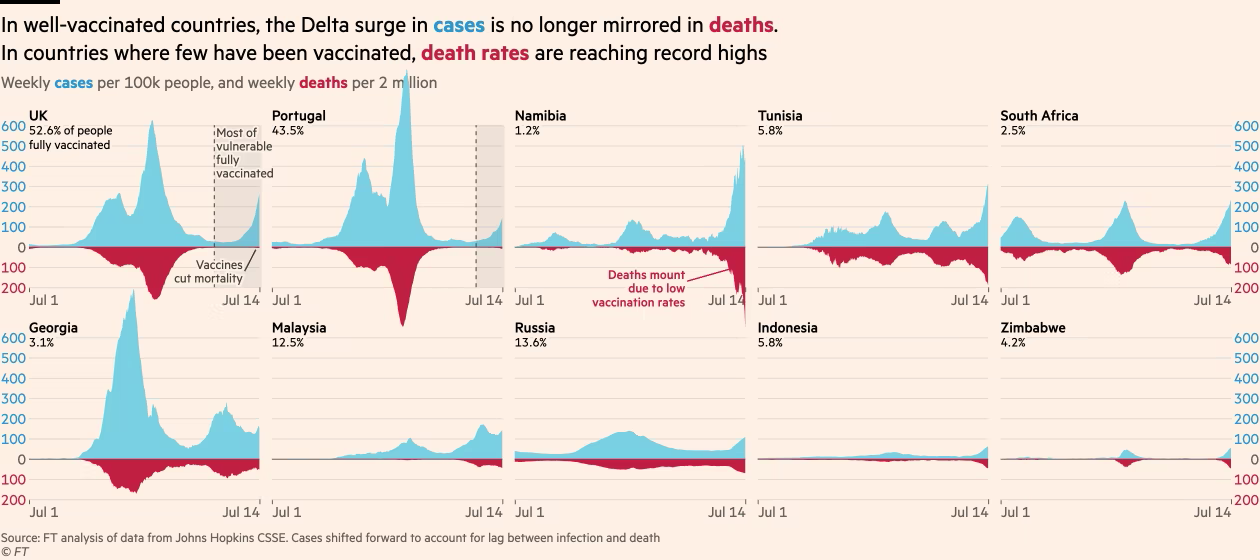 In well-vaccinated countries, the Delta surge in cases is no longer mirrored in deaths.
In countries where few have been vaccinated, death rates are reaching record highs
Weekly cases per 100k people, and weekly deaths per 2 million
UK
52.6% of people
fully vaccinated
600
500
400
300
200
100
0
100
200
Most of
vulnerable
fully
vaccinated
Vaccines
cut mortality
Jul 1
Jul 14
Portugal
43.5%
Jul 1
Jul 14
Namibia
1.2%
Deaths mount
due to low
vaccination rates
Jul 1
Jul 14
Tunisia
5.8%
Jul 1
Jul 14
South Africa
2.5%
Jul 1
Jul 14
600
500
400
300
200
100
0
100
200
Georgia
3.1%
600
500
400
300
200
100
0
100
200
Jul 1
Jul 14
Malaysia
12.5%
Jul 1
Jul 14
Russia
13.6%
Jul 1
Jul 14
Indonesia
5.8%
Jul 1
Jul 14
Zimbabwe
4.2%
Jul 1
Jul 14
600
500
400
300
200
100
0
100
200
Source: FT analysis of data from Johns Hopkins CSSE. Cases shifted forward to account for lag between infection and death
© FT